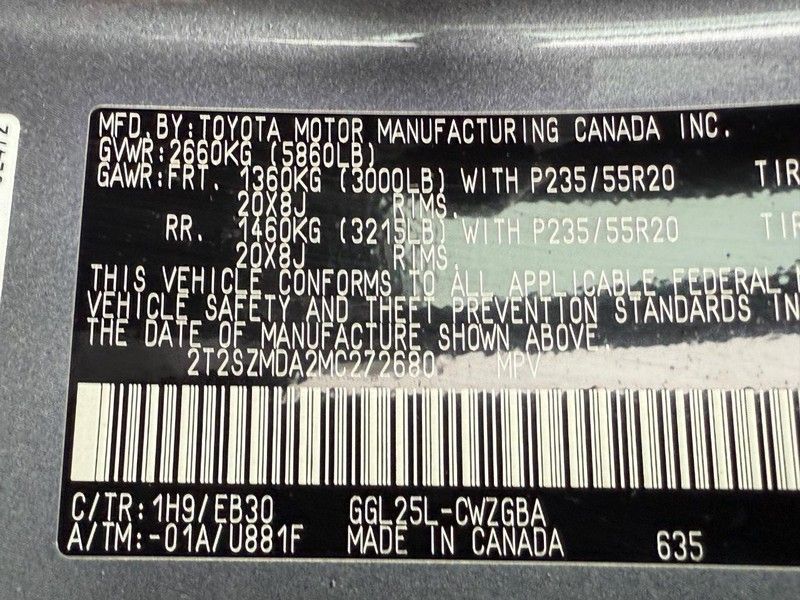 MFD. BY: TOYOTA MOTOR MANUFACTURING CANADA INC.
GVWR: 2660KG (5860LB)
GAWR: FRT. 1360KG (3000LB) WITH P235/55R20 TIR
20X8J RIMS.
RR. 1460KG (3215LB) WITH P235/55R20 TIR
20X8J RIMS.
THIS VEHICLE CONFORMS TO ALL APPLICABLE FEDERAL
VEHICLE SAFETY AND THEFT PREVENTION STANDARDS IN
THE DATE OF MANUFACTURE SHOWN ABOVE.
2T2SZMDA2MC272680 MPV
C/TR: 1H9/EB30 GGL25L-CWZGBA
A/TM: -01A/U881F MADE IN CANADA 635